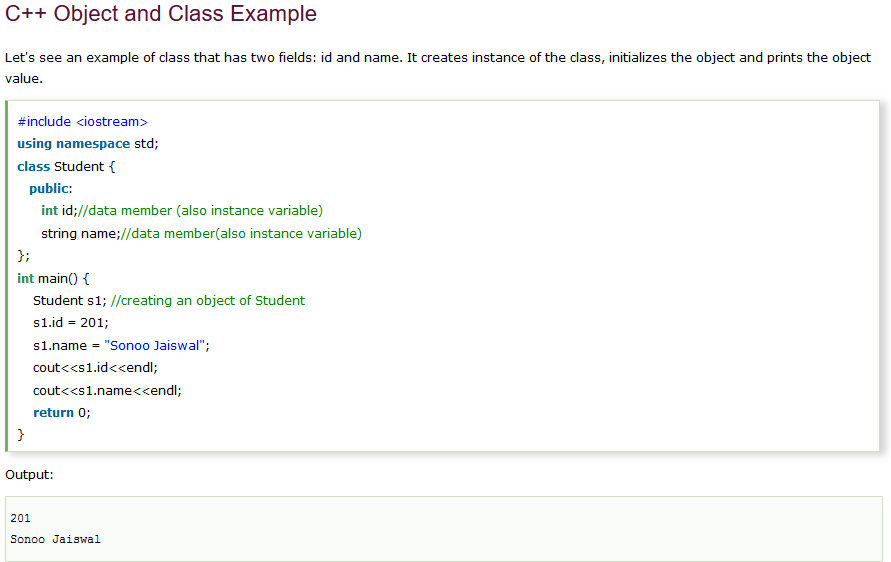 C++ Object and Class Example
Let's see an example of class that has two fields: id and name. It creates instance of the class, initializes the object and prints the object
value.
#include <iostream>
using namespace std;
class Student {
public:
int id;//data member (also instance variable)
string name;//data member(also instance variable)
};
int main() {
Student s1; //creating an object of Student
s1.id = 201;
s1.name = "Sonoo Jaiswal";
cout<<s1.id<<endl;
cout<<s1.name<<endl;
return 0;
}
Output:
201
Sonoo Jaiswal